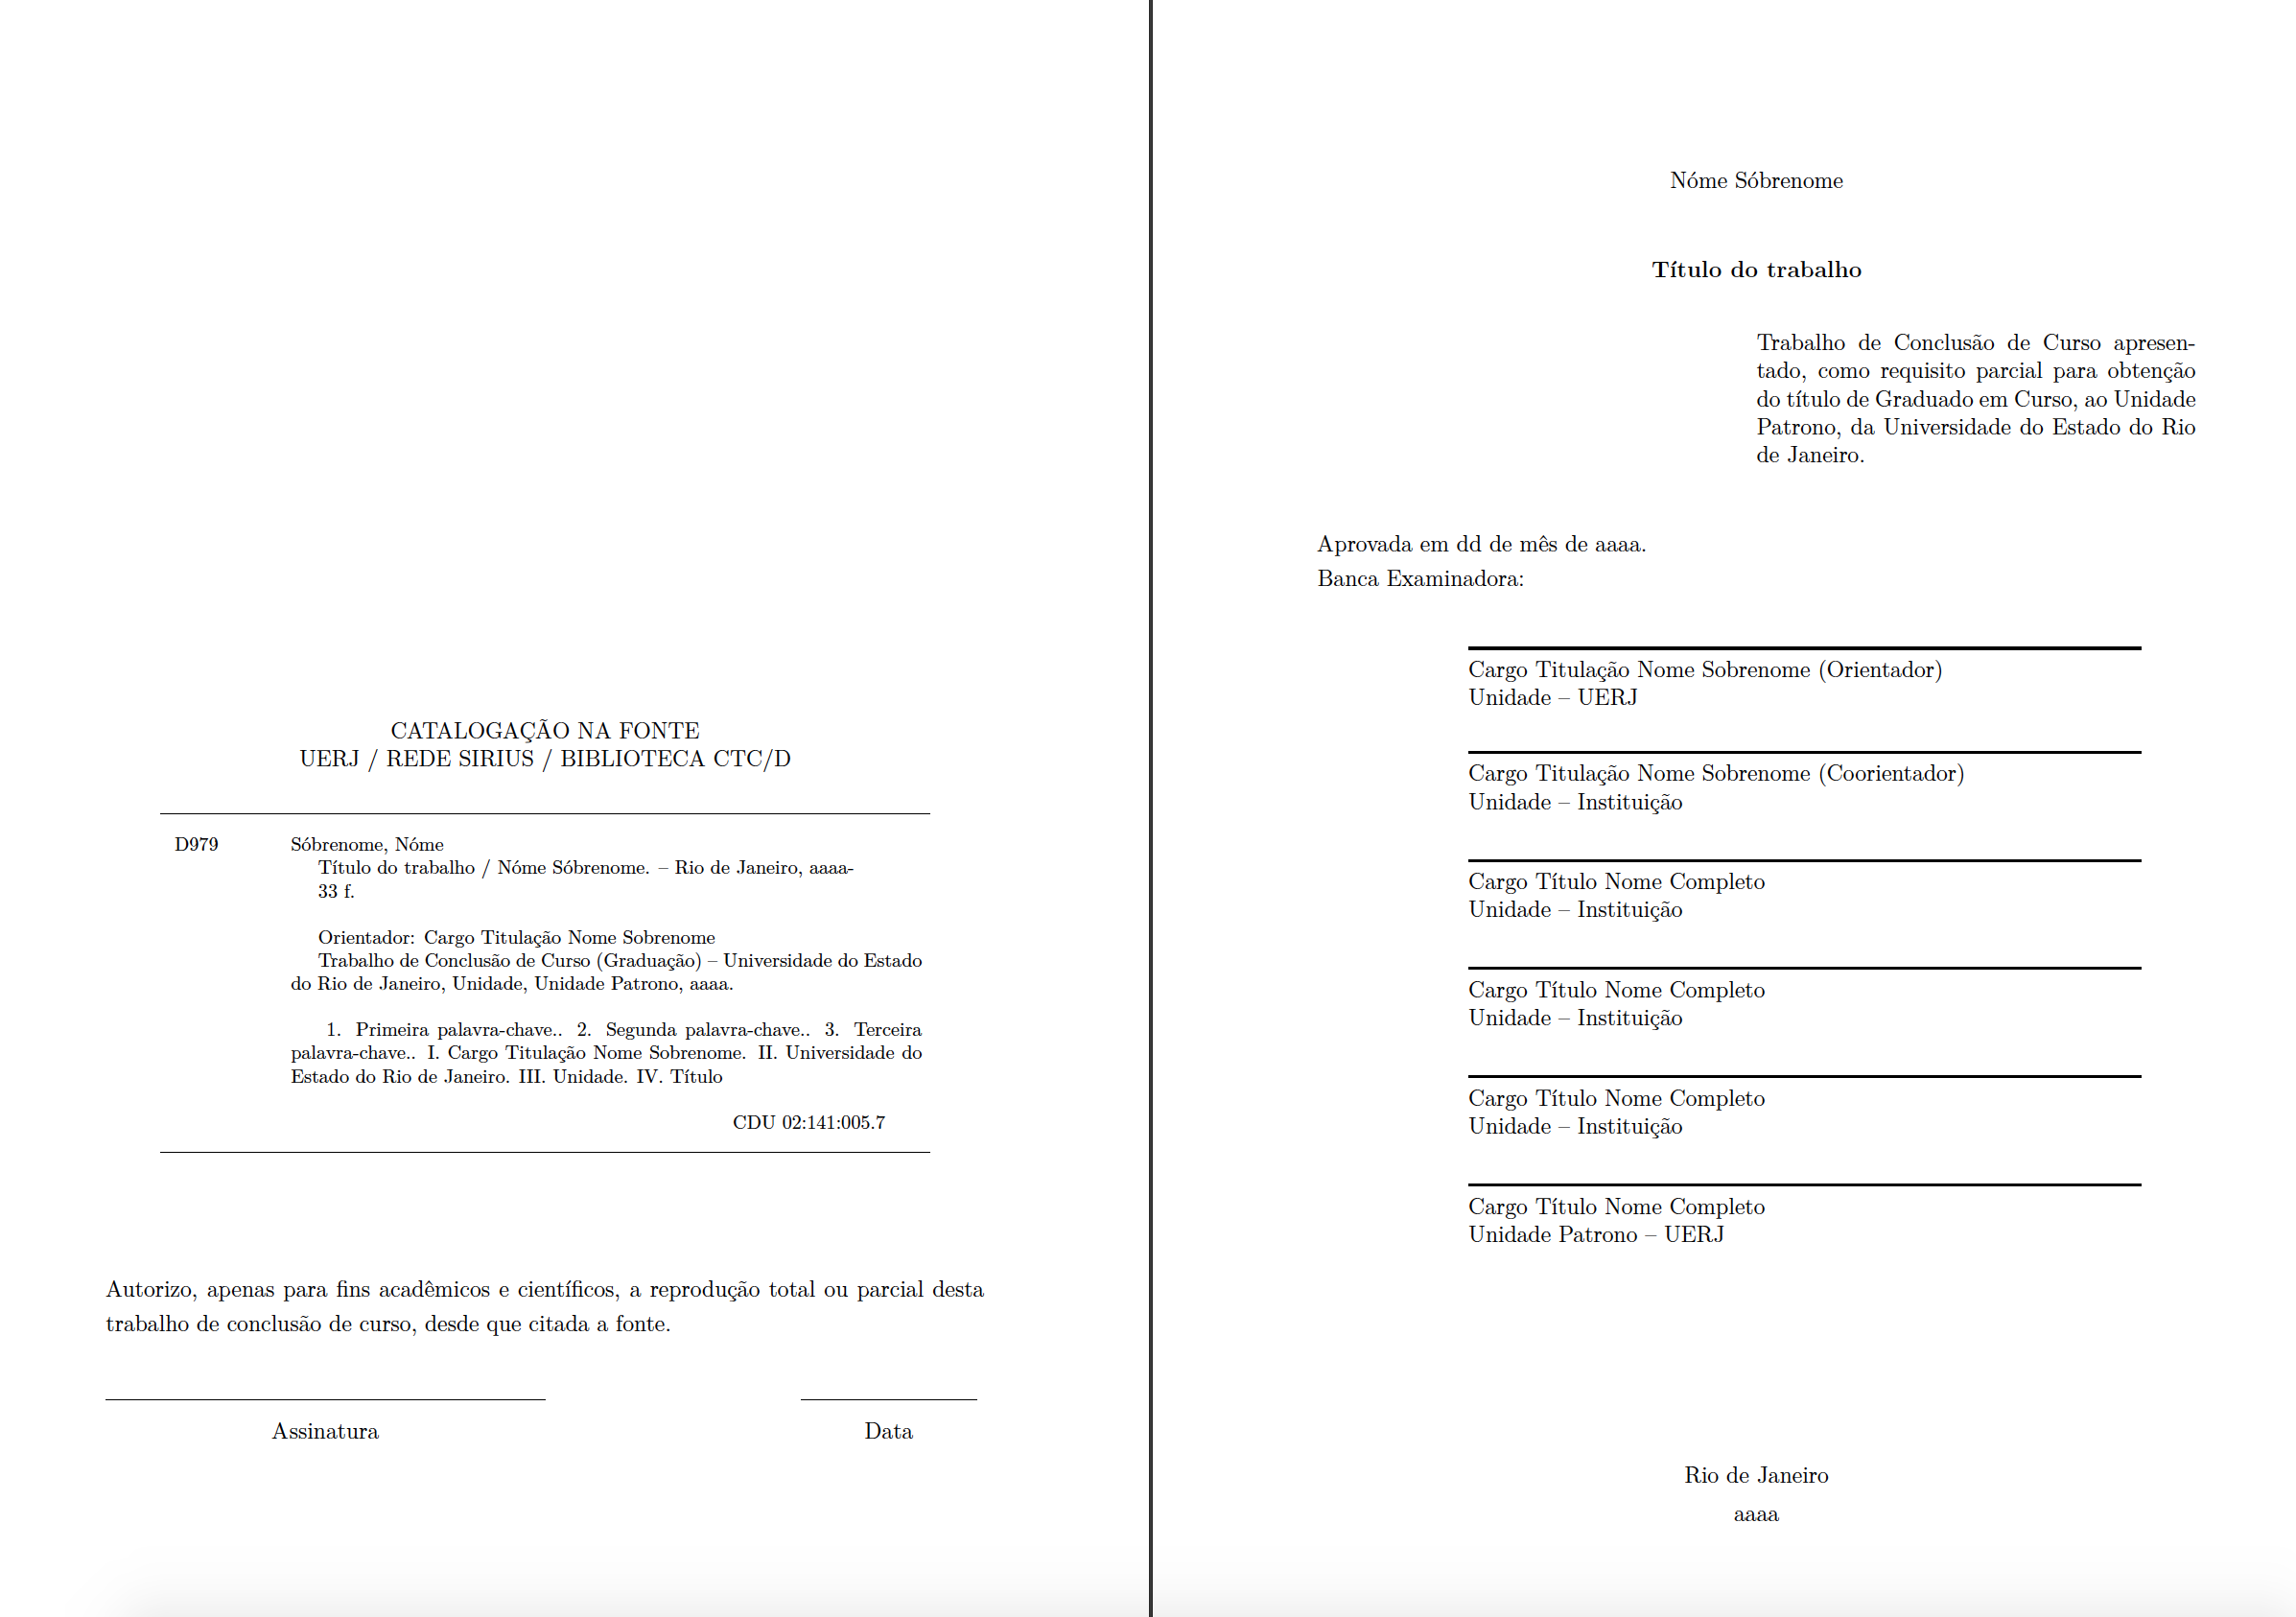 CATALOGAÇÃO NA FONTE
UERJ / REDE SIRIUS / BIBLIOTECA CTC/D
D979 Sóbrenome, Nóme
Título do trabalho / Nóme Sóbrenome. – Rio de Janeiro, aaaa-
33 f.
Orientador: Cargo Titulação Nome Sobrenome
Trabalho de Conclusão de Curso (Graduação) – Universidade do Estado
do Rio de Janeiro, Unidade, Unidade Patrono, aaaa.
1. Primeira palavra-chave.. 2. Segunda palavra-chave.. 3. Terceira
palavra-chave.. I. Cargo Titulação Nome Sobrenome. II. Universidade do
Estado do Rio de Janeiro. III. Unidade. IV. Título
CDU 02:141:005.7
Autorizo, apenas para fins acadêmicos e científicos, a reprodução total ou parcial desta
trabalho de conclusão de curso, desde que citada a fonte.
Assinatura Data
Nóme Sóbrenome
Título do trabalho
Trabalho de Conclusão de Curso apresen-
tado, como requisito parcial para obtenção
do título de Graduado em Curso, ao Unidade
Patrono, da Universidade do Estado do Rio
de Janeiro.
Aprovada em dd de mês de aaaa.
Banca Examinadora:
Cargo Titulação Nome Sobrenome (Orientador)
Unidade – UERJ
Cargo Titulação Nome Sobrenome (Coorientador)
Unidade – Instituição
Cargo Título Nome Completo
Unidade – Instituição
Cargo Título Nome Completo
Unidade – Instituição
Cargo Título Nome Completo
Unidade – Instituição
Cargo Título Nome Completo
Unidade Patrono – UERJ
Rio de Janeiro
aaaa